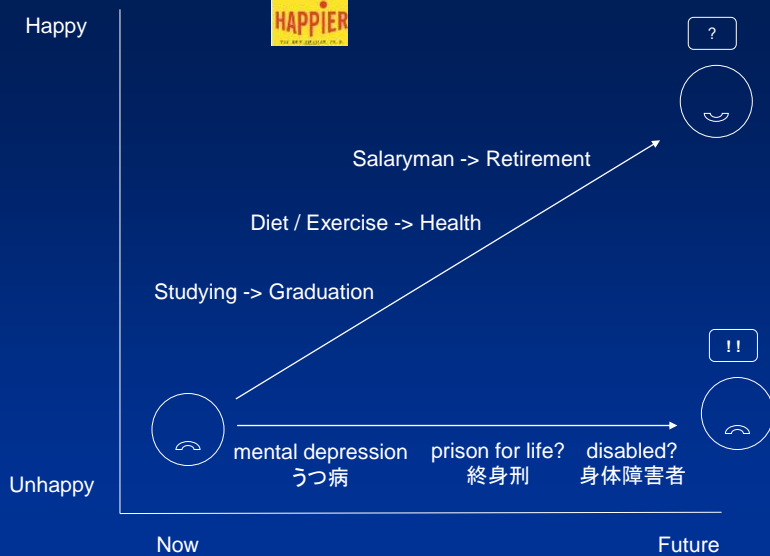 Happy
HAPPIER
?
Salaryman -> Retirement
Diet / Exercise -> Health
Studying -> Graduation
!!
mental depression
うつ病
prison for life?
終身刑
disabled?
身体障害者
Unhappy
Now
Future